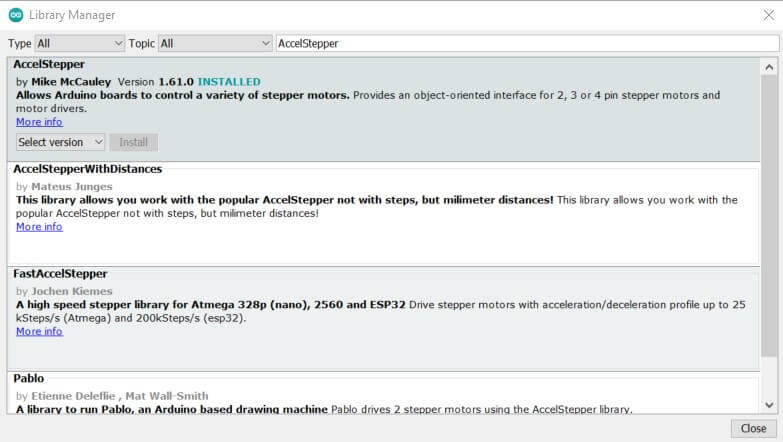 Library Manager
Type All Topic All AccelStepper
AccelStepper
by Mike McCauley Version 1.61.0 INSTALLED
Allows Arduino boards to control a variety of stepper motors. Provides an object-oriented interface for 2, 3 or 4 pin stepper motors and
motor drivers.
More info
Select version Install
AccelStepperWithDistances
by Mateus Junges
This library allows you work with the popular AccelStepper not with steps, but milimeter distances! This library allows you work with the
popular AccelStepper not with steps, but milimeter distances!
More info
FastAccelStepper
by Jochen Kiemes
A high speed stepper library for Atmega 328p (nano), 2560 and ESP32 Drive stepper motors with acceleration/deceleration profile up to 25
kSteps/s (Atmega) and 200kSteps/s (esp32).
More info
Pablo
by Etienne Deleflie , Mat Wall-Smith
A library to run Pablo, an Arduino based drawing machine Pablo drives 2 stepper motors using the AccelStepper library.
Close